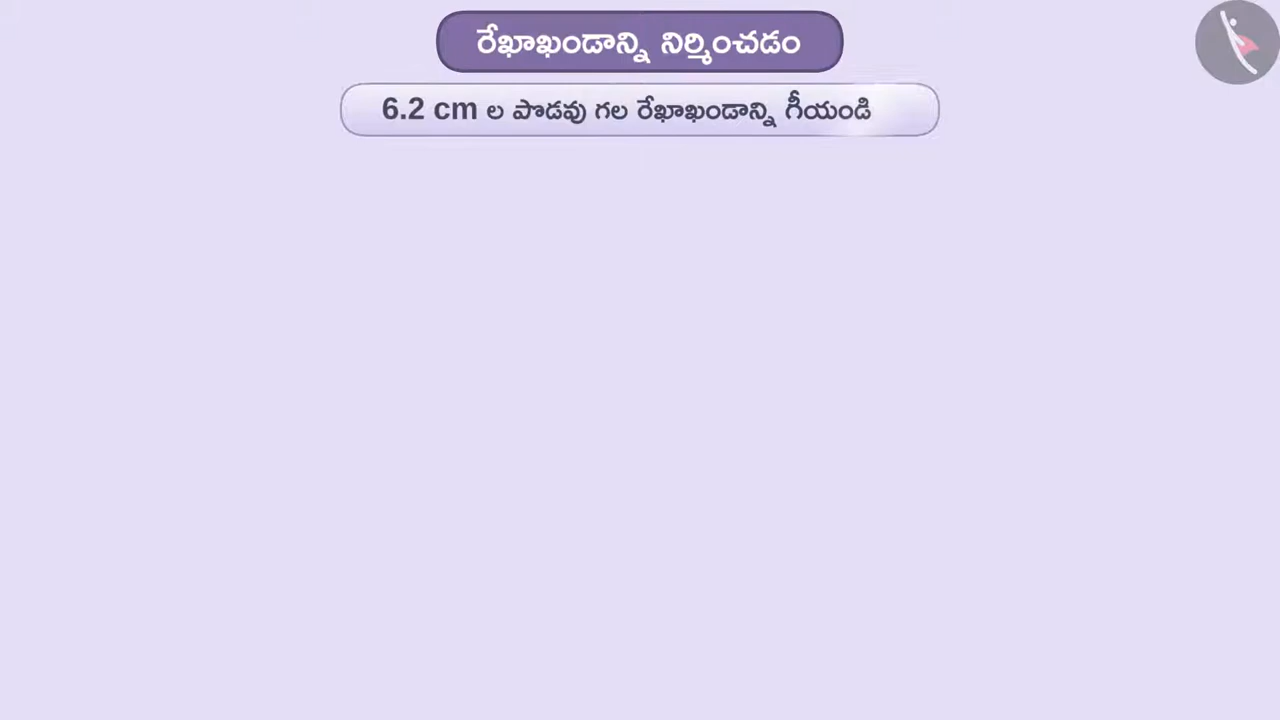 రేఖాఖండాన్ని నిర్మించడం
6.2 cm ల పొడవు గల రేఖాఖండాన్ని గీయండి